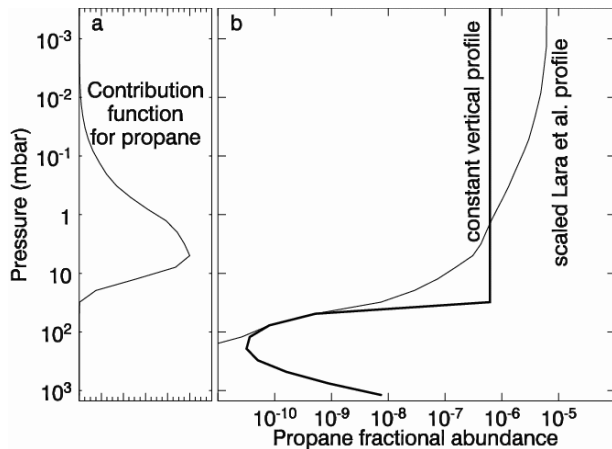 a
b
Contribution
function
for propane
constant vertical profile
scaled Lara et al. profile
Pressure (mbar)
10⁻³
10⁻²
10⁻¹
1
10
10²
10³
10⁻¹⁰ 10⁻⁹ 10⁻⁸ 10⁻⁷ 10⁻⁶ 10⁻⁵
Propane fractional abundance